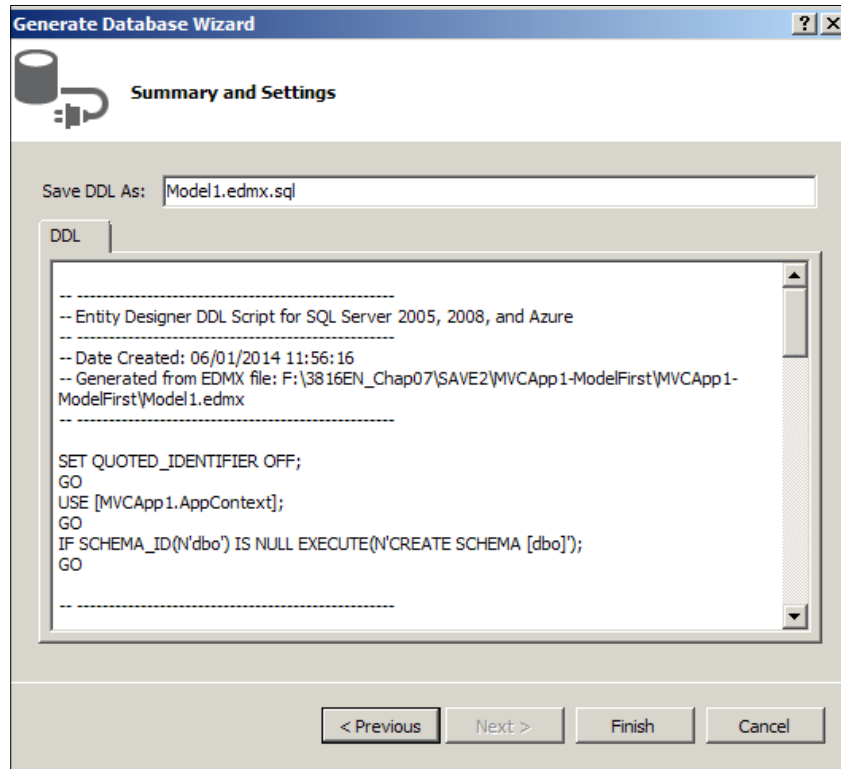 Generate Database Wizard
Summary and Settings
Save DDL As: Model1.edmx.sql
DDL
-- --------------------------------------------------
-- Entity Designer DDL Script for SQL Server 2005, 2008, and Azure
-- --------------------------------------------------
-- Date Created: 06/01/2014 11:56:16
-- Generated from EDMX file: F:\3816EN_Chap07\SAVE2\MVCApp1-ModelFirst\MVCApp1-
ModelFirst\Model1.edmx
-- --------------------------------------------------
SET QUOTED_IDENTIFIER OFF;
GO
USE [MVCApp1.AppContext];
GO
IF SCHEMA_ID(N'dbo') IS NULL EXECUTE(N'CREATE SCHEMA [dbo]');
GO
-- --------------------------------------------------
< Previous Next > Finish Cancel